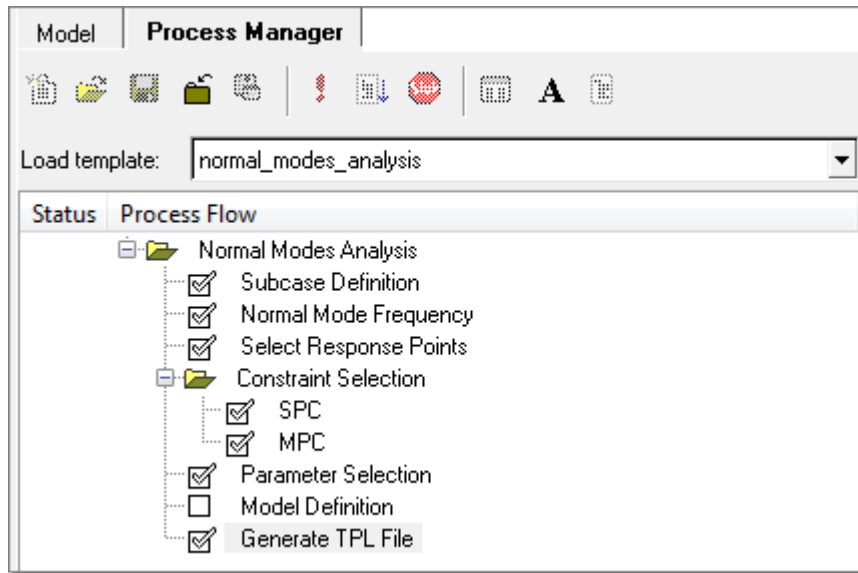 Model Process Manager
A
Load template: normal_modes_analysis
Status Process Flow
Normal Modes Analysis
Subcase Definition
Normal Mode Frequency
Select Response Points
Constraint Selection
SPC
MPC
Parameter Selection
Model Definition
Generate TPL File